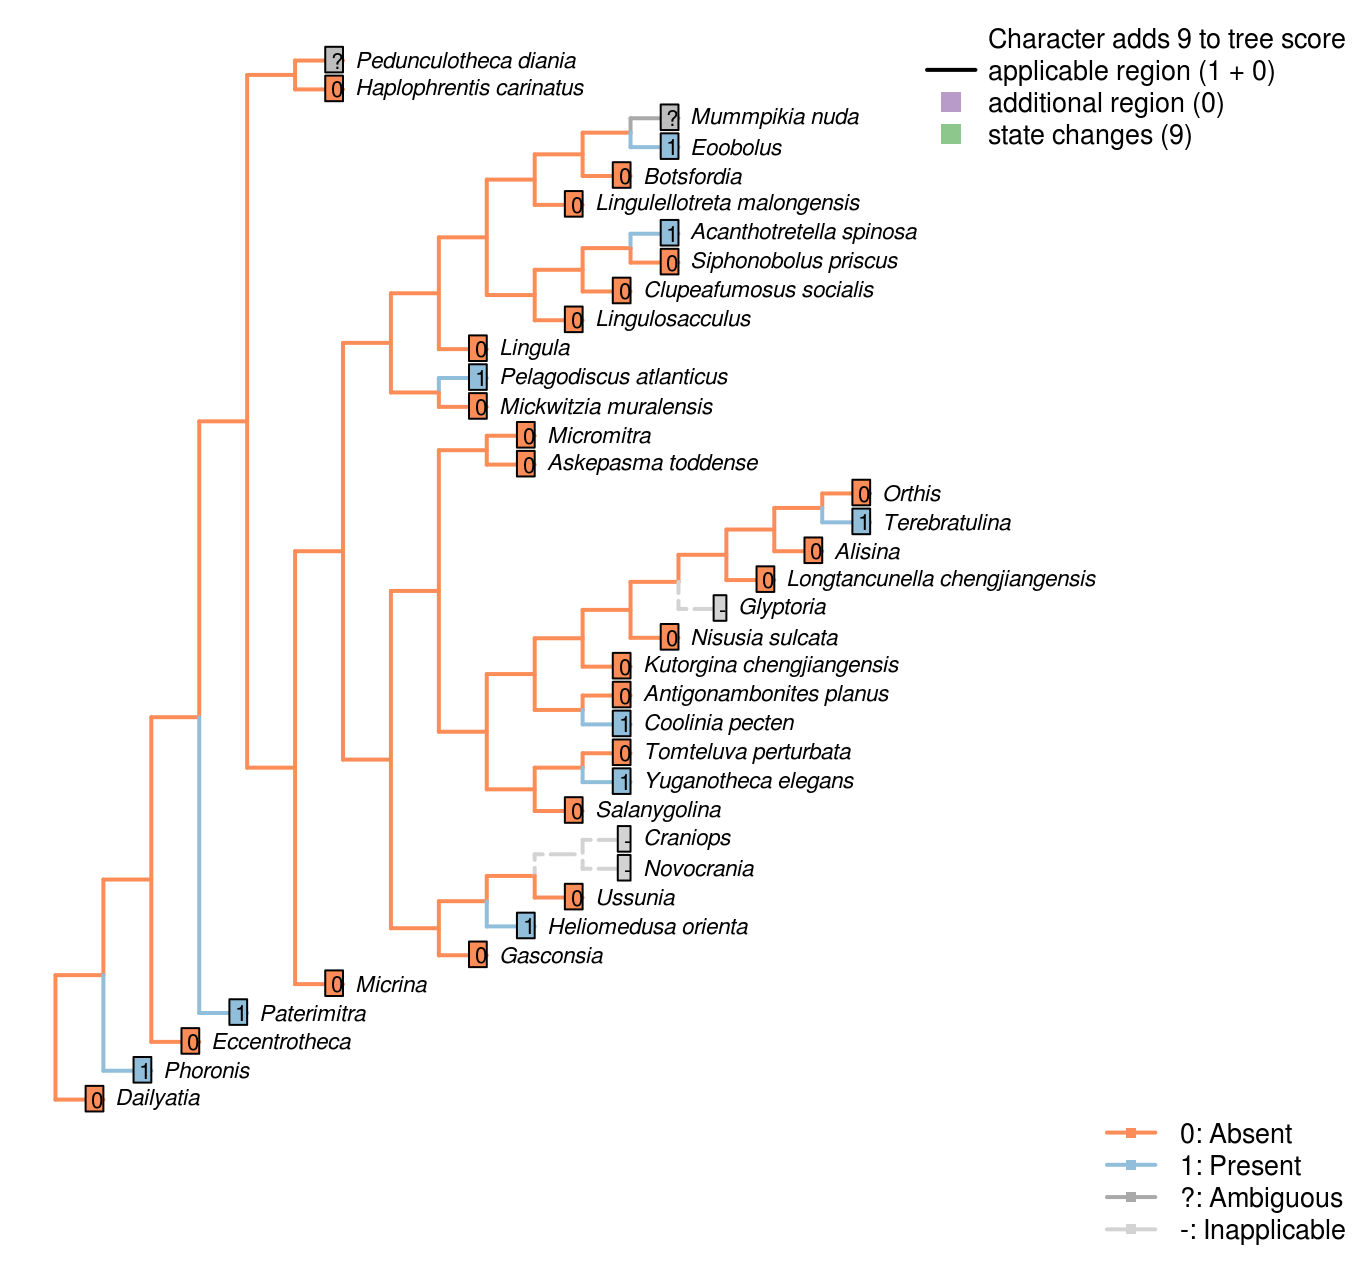 Character adds 9 to tree score
applicable region (1 + 0)
additional region (0)
state changes (9)
? Pedunculotheca diania
0 Haplophrentis carinatus
? Mummpikia nuda
1 Eoobolus
0 Botsfordia
0 Lingulellotreta malongensis
1 Acanthotretella spinosa
0 Siphonobolus priscus
0 Clupeafumosus socialis
0 Lingulosacculus
0 Lingula
1 Pelagodiscus atlanticus
0 Mickwitzia muralensis
0 Micromitra
0 Askepasma toddense
0 Orthis
1 Terebratulina
0 Alisina
0 Longtancunella chengjiangensis
- Glyptoria
0 Nisusia sulcata
0 Kutorgina chengjiangensis
0 Antigonambonites planus
1 Coolinia pecten
0 Tomteluva perturbata
1 Yuganotheca elegans
0 Salanygolina
- Craniops
- Novocrania
0 Ussunia
1 Heliomedusa orienta
0 Gasconsia
0 Micrina
1 Paterimitra
0 Eccentrotheca
1 Phoronis
0 Dailyatia
0: Absent
1: Present
?: Ambiguous
-: Inapplicable